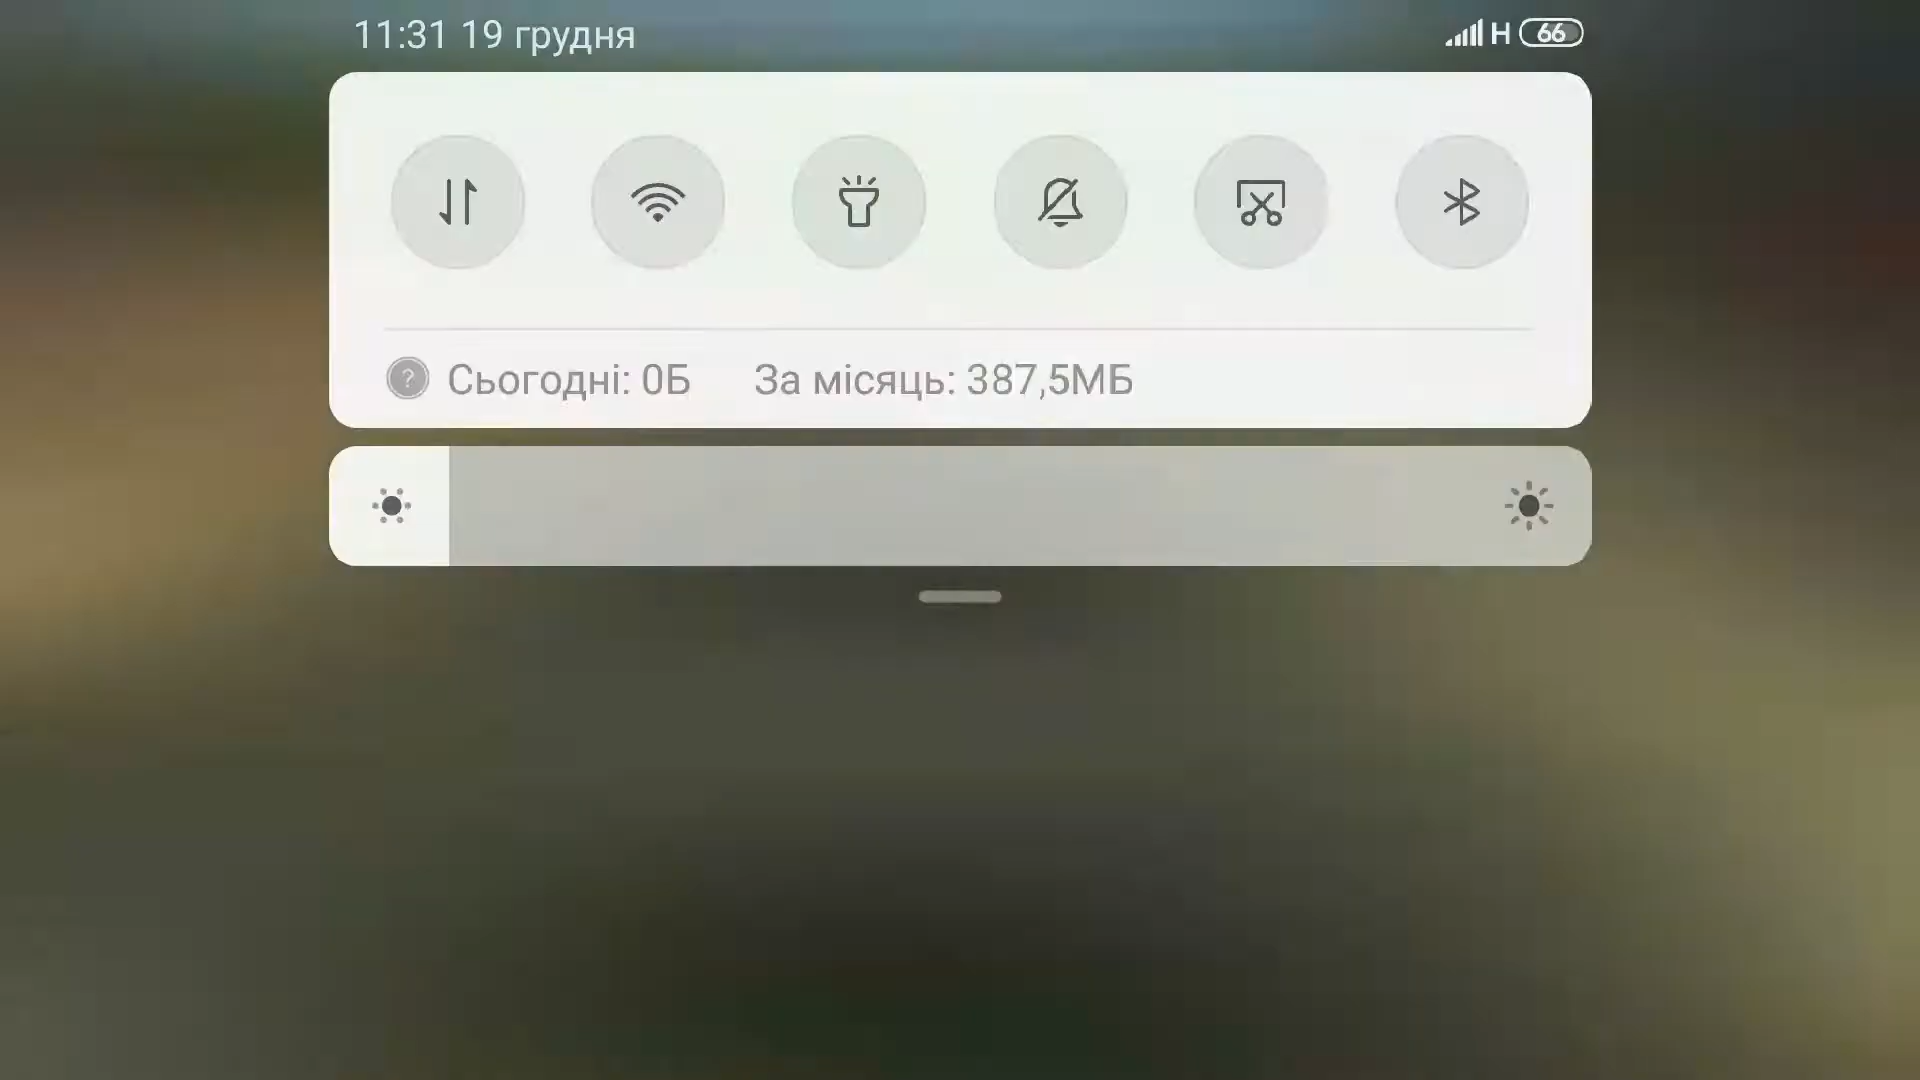 11:31 19 грудня
H 66
Сьогодні: 0Б За місяць: 387,5МБ